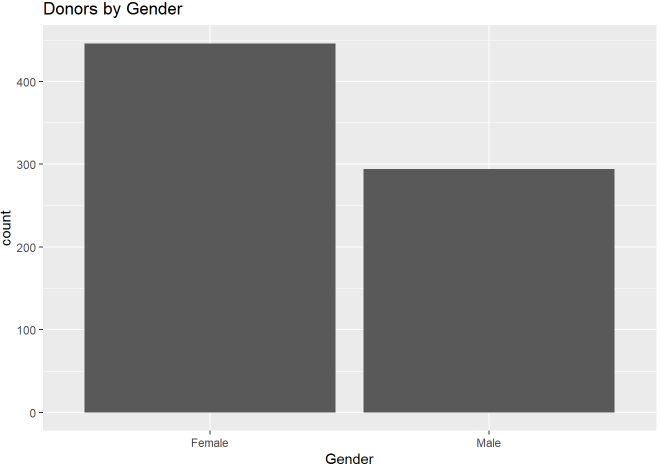 Donors by Gender
count
400
300
200
100
0
Female Male
Gender